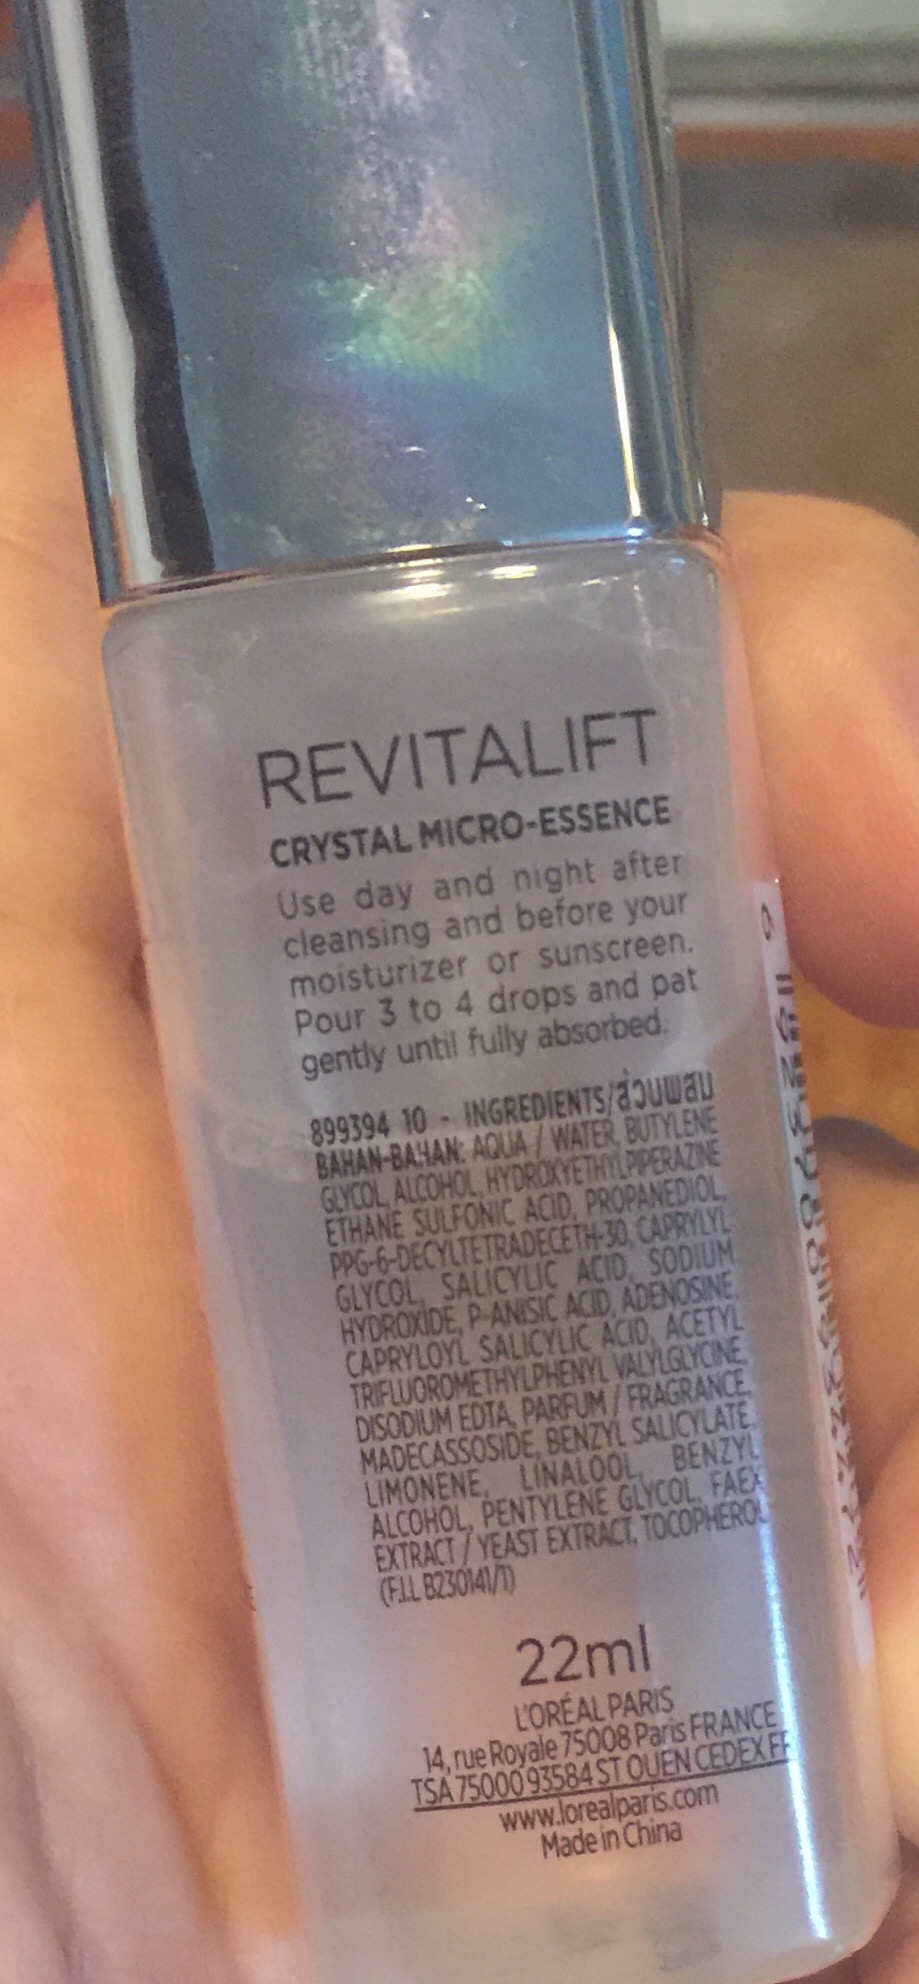 REVITALIFT
CRYSTAL MICRO-ESSENCE
Use day and night after
cleansing and before your
moisturizer or sunscreen.
Pour 3 to 4 drops and pat
gently until fully absorbed.
899394 10 - INGREDIENTS/ส่วนผสม
BAHAN-BAHAN: AQUA / WATER, BUTYLENE
GLYCOL, ALCOHOL, HYDROXYETHYLPIPERAZINE
ETHANE SULFONIC ACID, PROPANEDIOL,
PPG-6-DECYLTETRADECETH-30, CAPRYLYL
GLYCOL, SALICYLIC ACID, SODIUM
HYDROXIDE, P-ANISIC ACID, ADENOSINE,
CAPRYLOYL SALICYLIC ACID, ACETYL
TRIFLUOROMETHYLPHENYL VALYLGLYCINE,
DISODIUM EDTA, PARFUM / FRAGRANCE,
MADECASSOSIDE, BENZYL SALICYLATE,
LIMONENE, LINALOOL, BENZYL
ALCOHOL, PENTYLENE GLYCOL, FAEX
EXTRACT / YEAST EXTRACT, TOCOPHEROL
(F.I.L B230141/1)
22ml
L'ORÉAL PARIS
14, rue Royale 75008 Paris FRANCE
TSA 75000 93584 ST OUEN CEDEX FR
www.lorealparis.com
Made in China